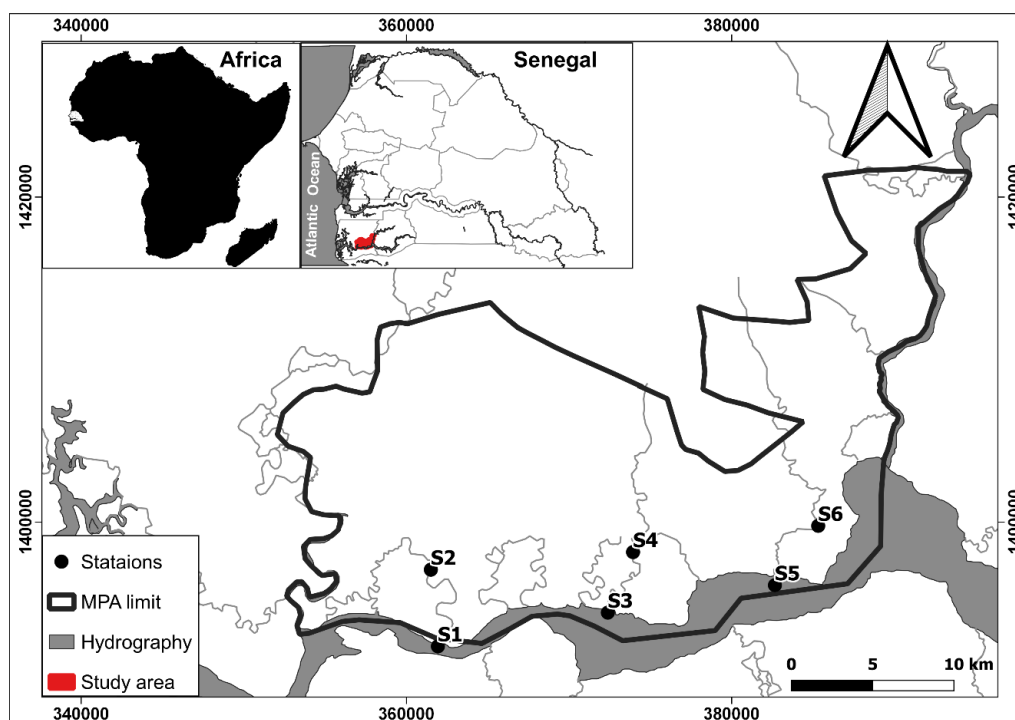 340000 360000 380000
Africa
Senegal
Atlantic Ocean
1420000
1420000
1400000
1400000
S6
S4
S2
S5
S3
S1
Stataions
MPA limit
Hydrography
Study area
0 5 10 km
340000 360000 380000